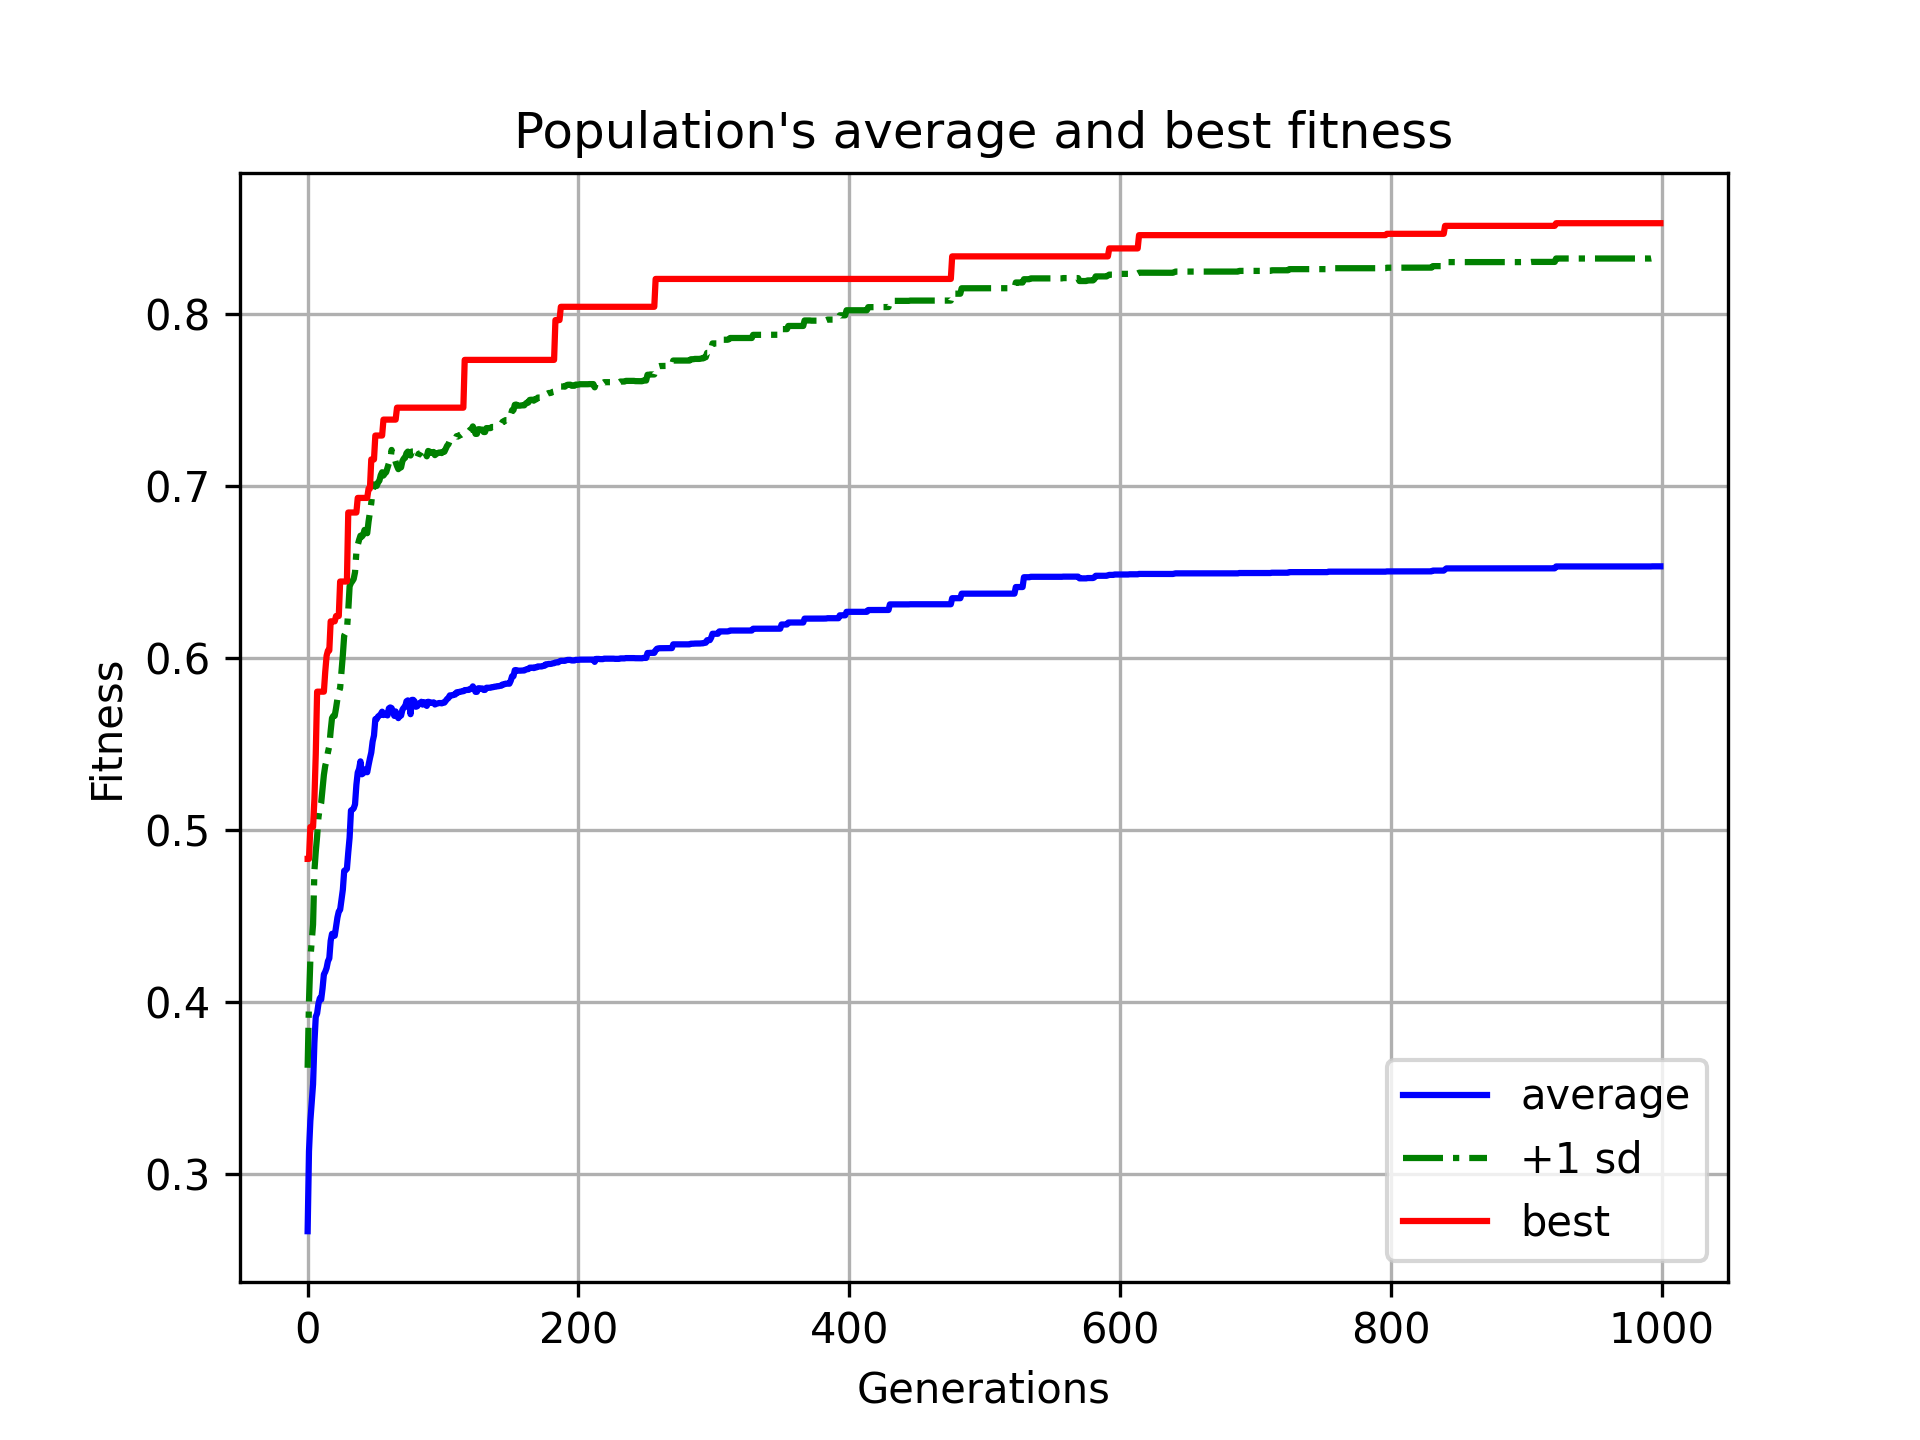 Population's average and best fitness
Fitness
0.8
0.7
0.6
0.5
0.4
0.3
average
+1 sd
best
0 200 400 600 800 1000
Generations